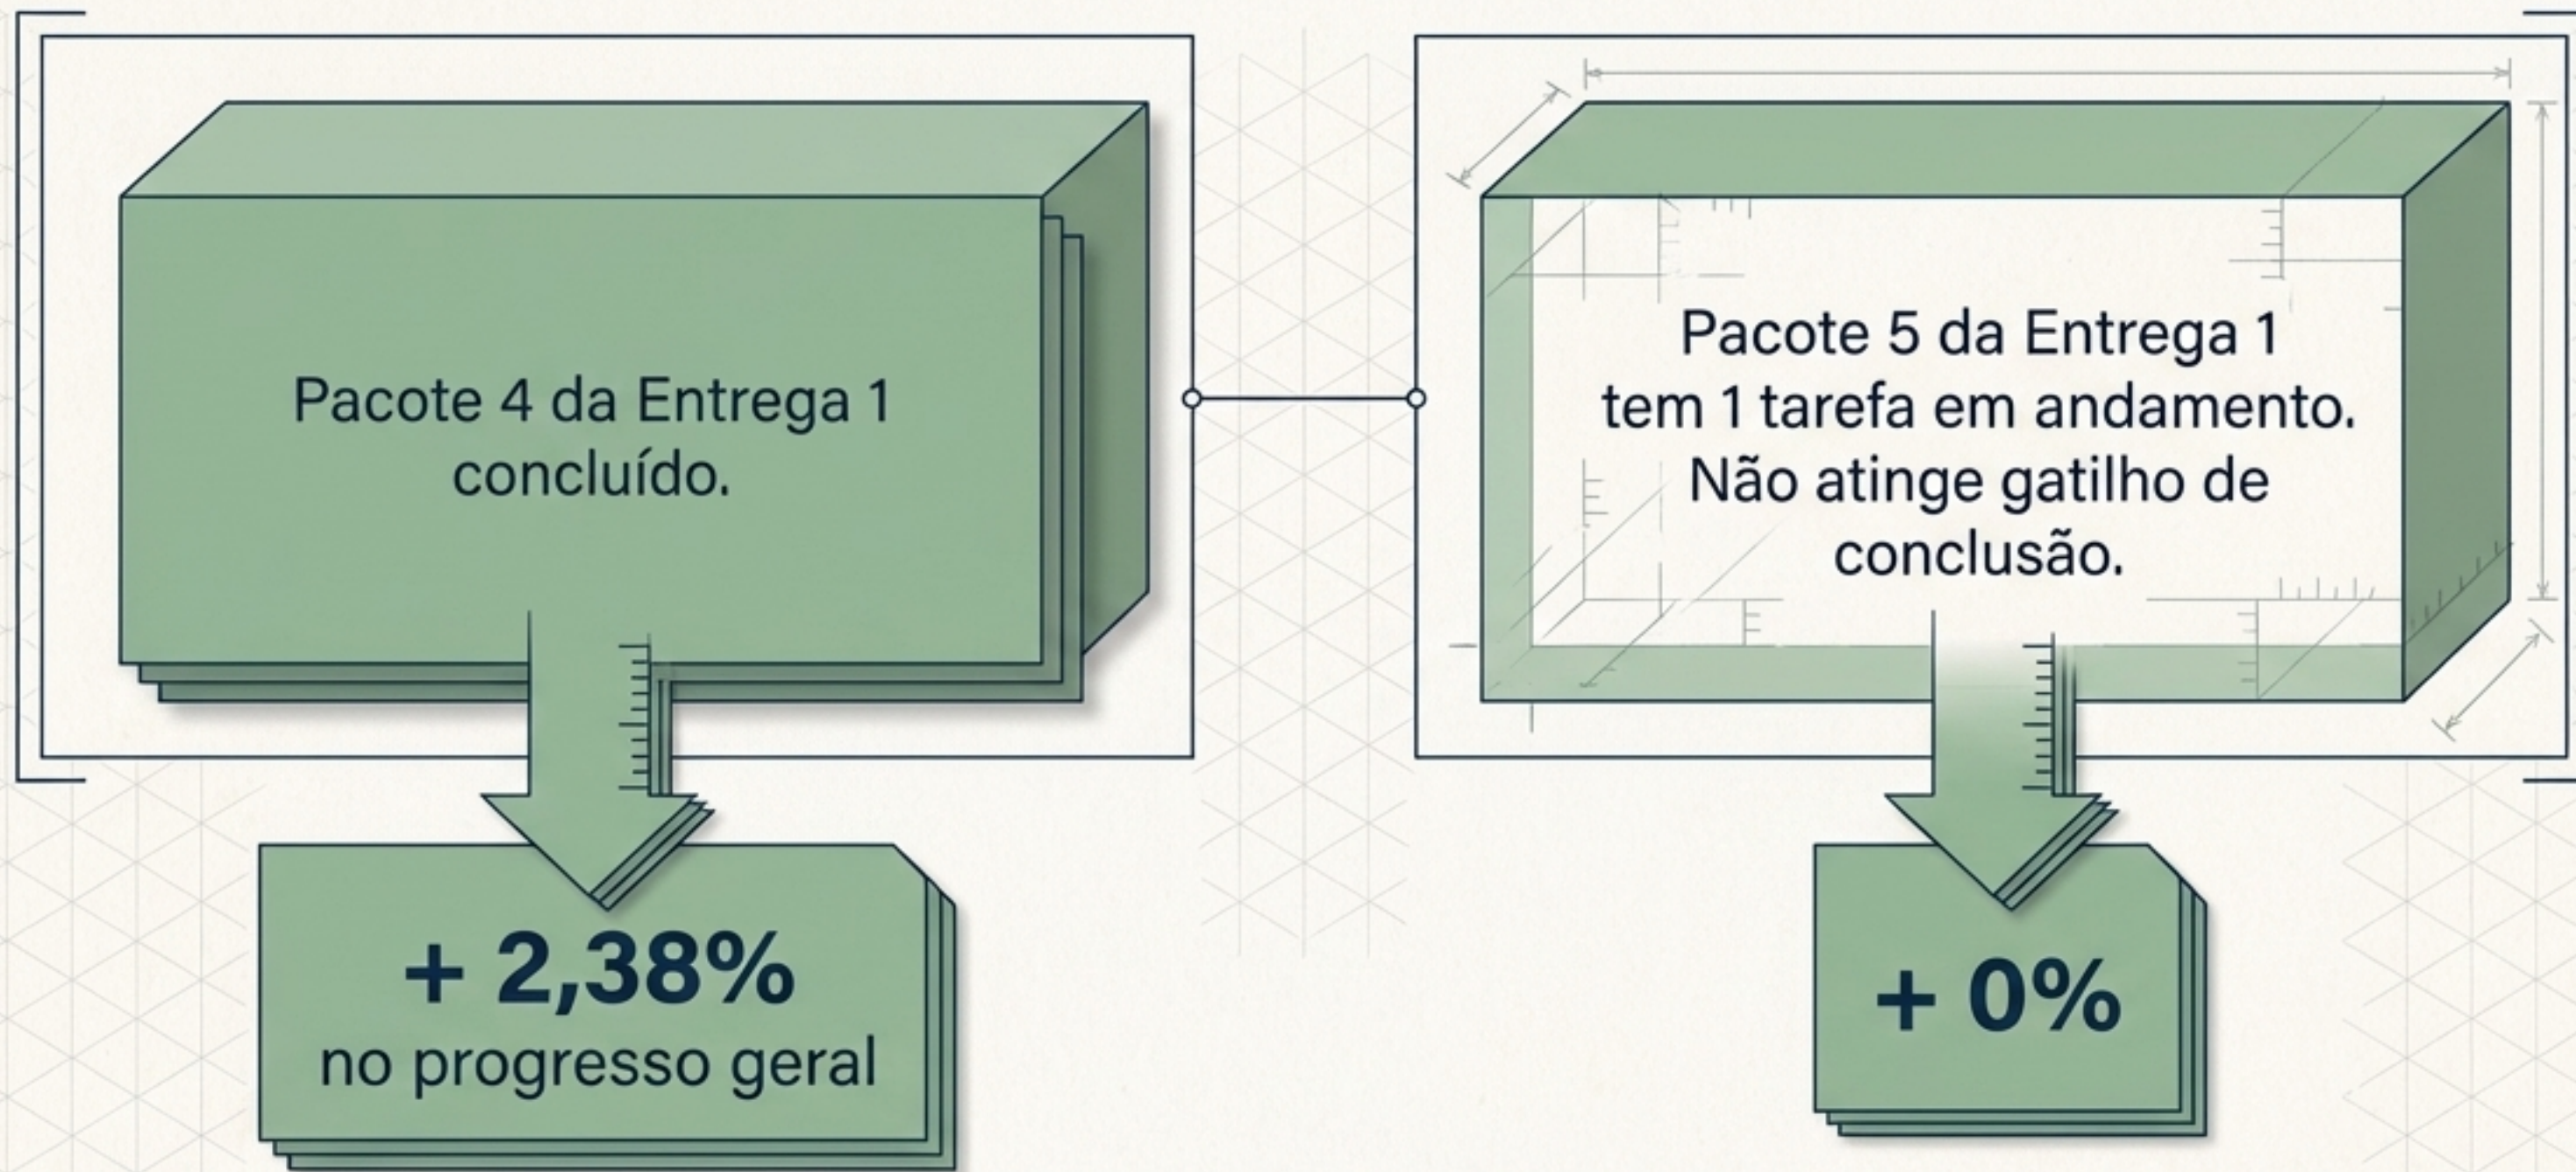 Pacote 4 da Entrega 1
concluído.
+ 2,38%
no progresso geral
Pacote 5 da Entrega 1
tem 1 tarefa em andamento.
Não atinge gatilho de
conclusão.
+ 0%